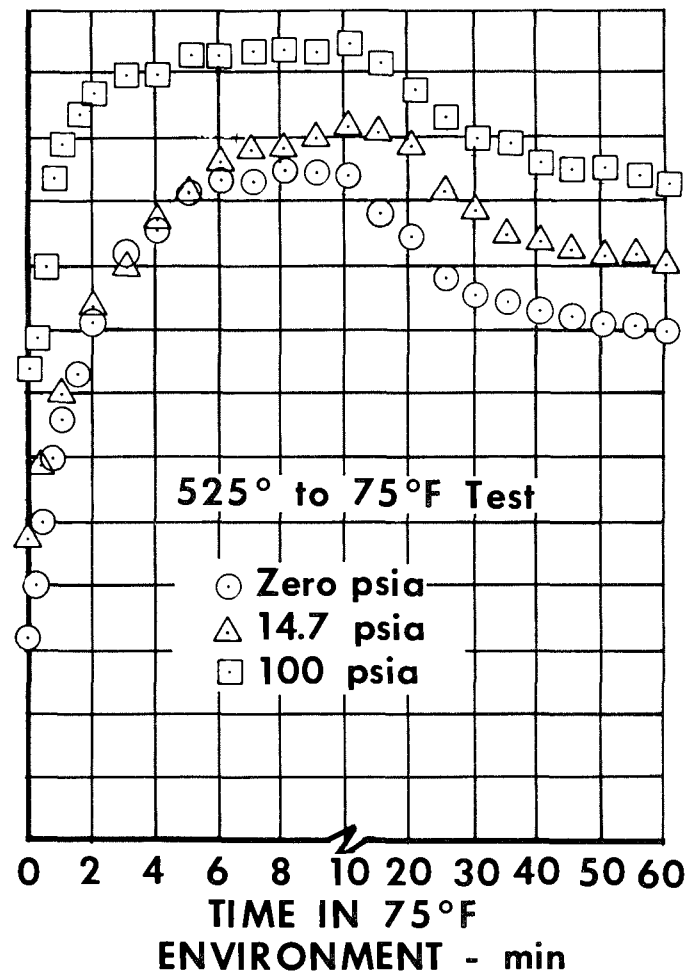 525° to 75°F Test
Zero psia
14.7 psia
100 psia
0 2 4 6 8 10 20 30 40 50 60
TIME IN 75°F
ENVIRONMENT - min